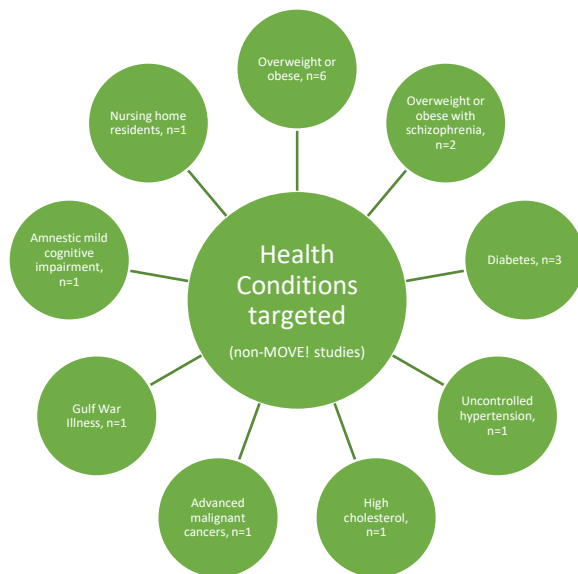 Health
Conditions
targeted
(non-MOVE! studies)
Overweight or
obese, n=6
Overweight or
obese with
schizophrenia,
n=2
Diabetes, n=3
Uncontrolled
hypertension,
n=1
High
cholesterol,
n=1
Advanced
malignant
cancers, n=1
Gulf War
Illness, n=1
Amnestic mild
cognitive
impairment,
n=1
Nursing home
residents, n=1